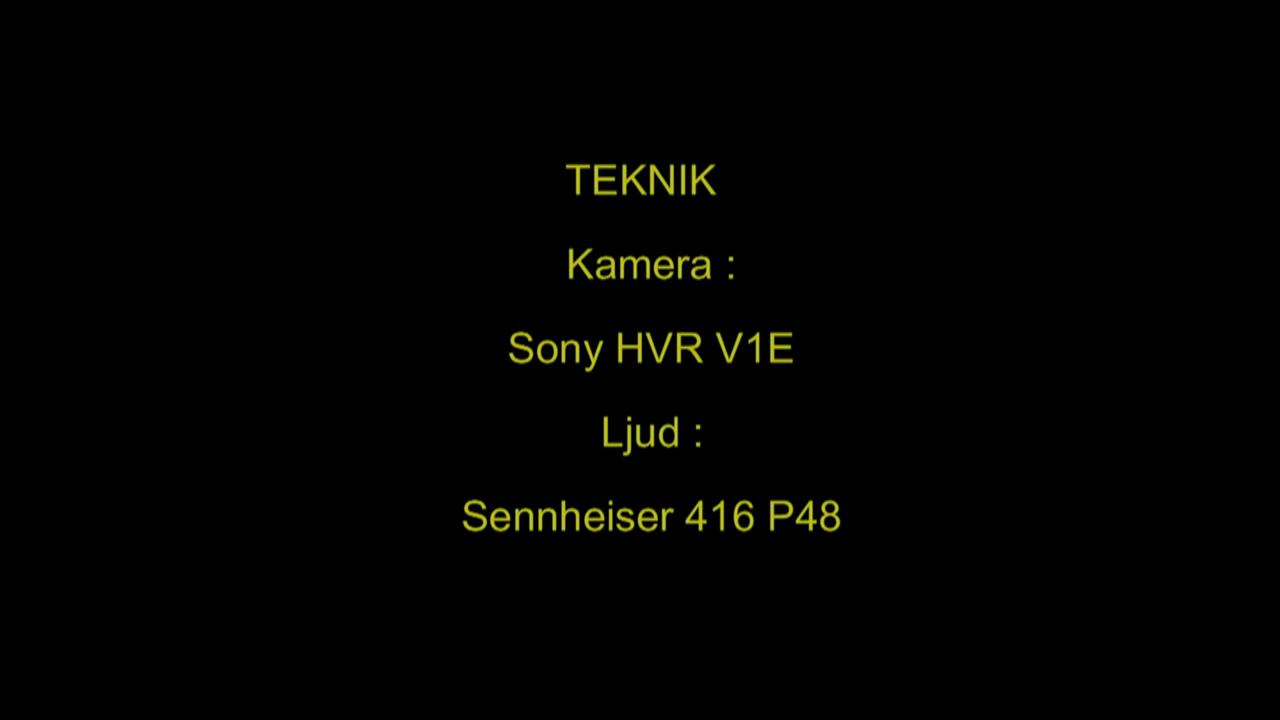 TEKNIK
Kamera :
Sony HVR V1E
Ljud :
Sennheiser 416 P48